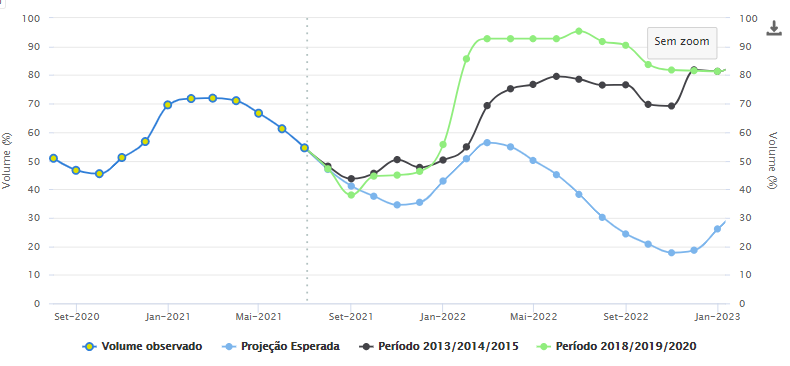 100 100
90 90
Sem zoom
80 80
70 70
60 60
50 50
40 40
30 30
20 20
10 10
0 0
Volume (%)
Volume (%)
Set-2020 Jan-2021 Mai-2021 Set-2021 Jan-2022 Mai-2022 Set-2022 Jan-2023
Volume observado Projeção Esperada Período 2013/2014/2015 Período 2018/2019/2020